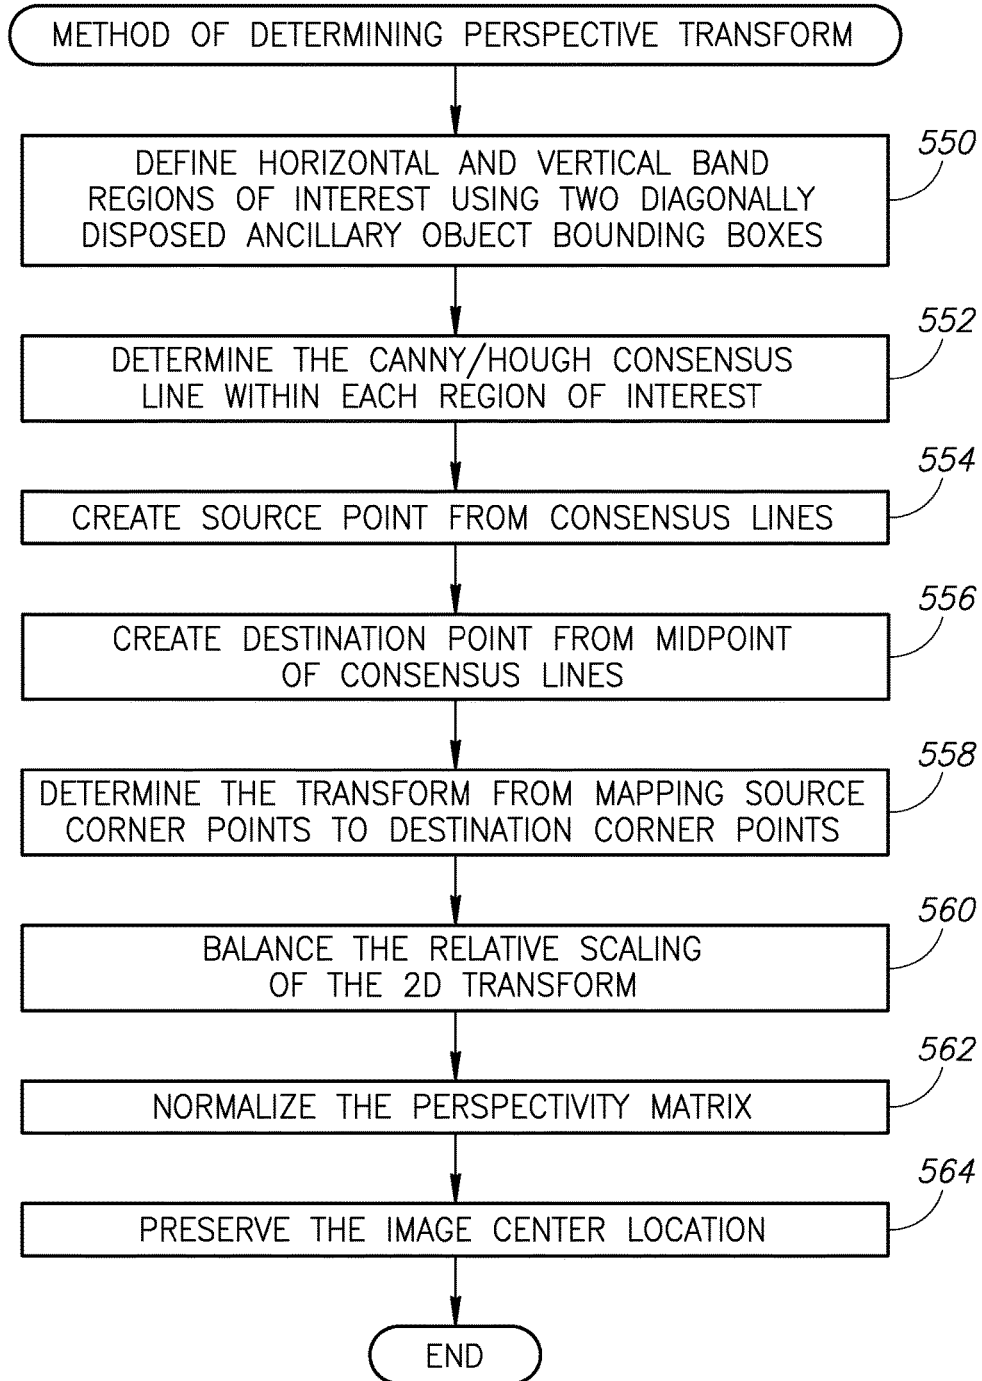 METHOD OF DETERMINING PERSPECTIVE TRANSFORM
550
DEFINE HORIZONTAL AND VERTICAL BAND
REGIONS OF INTEREST USING TWO DIAGONALLY
DISPOSED ANCILLARY OBJECT BOUNDING BOXES
552
DETERMINE THE CANNY/HOUGH CONSENSUS
LINE WITHIN EACH REGION OF INTEREST
554
CREATE SOURCE POINT FROM CONSENSUS LINES
556
CREATE DESTINATION POINT FROM MIDPOINT
OF CONSENSUS LINES
558
DETERMINE THE TRANSFORM FROM MAPPING SOURCE
CORNER POINTS TO DESTINATION CORNER POINTS
560
BALANCE THE RELATIVE SCALING
OF THE 2D TRANSFORM
562
NORMALIZE THE PERSPECTIVITY MATRIX
564
PRESERVE THE IMAGE CENTER LOCATION
END